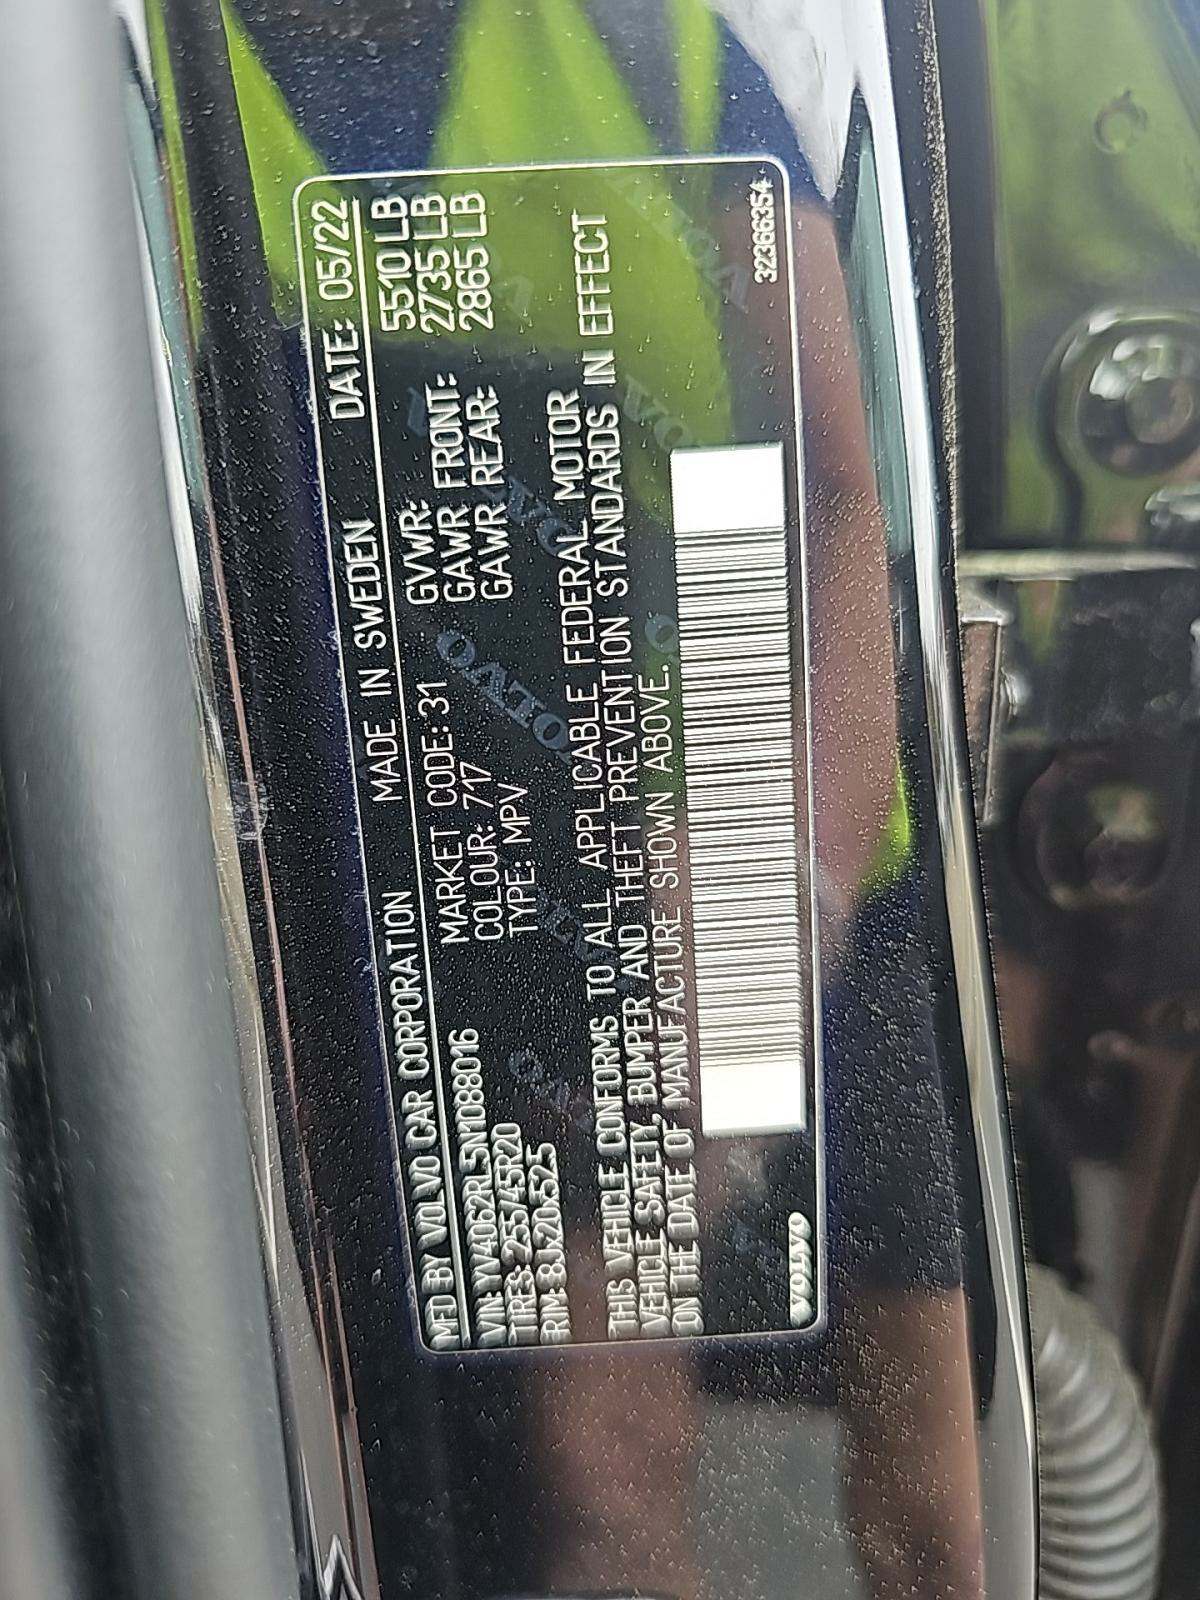 MFD BY VOLVO CAR CORPORATION MADE IN SWEDEN DATE: 05/22
VIN: YV4062RL5N1088016 MARKET CODE: 31 GVWR: 5510 LB
TIRES: 255/45R20 COLOUR: 717 GAWR FRONT: 2735 LB
RIM: 8Jx20x52.5 TYPE: MPV GAWR REAR: 2865 LB
THIS VEHICLE CONFORMS TO ALL APPLICABLE FEDERAL MOTOR
VEHICLE SAFETY, BUMPER AND THEFT PREVENTION STANDARDS IN EFFECT
ON THE DATE OF MANUFACTURE SHOWN ABOVE.
VOLVO 32366354